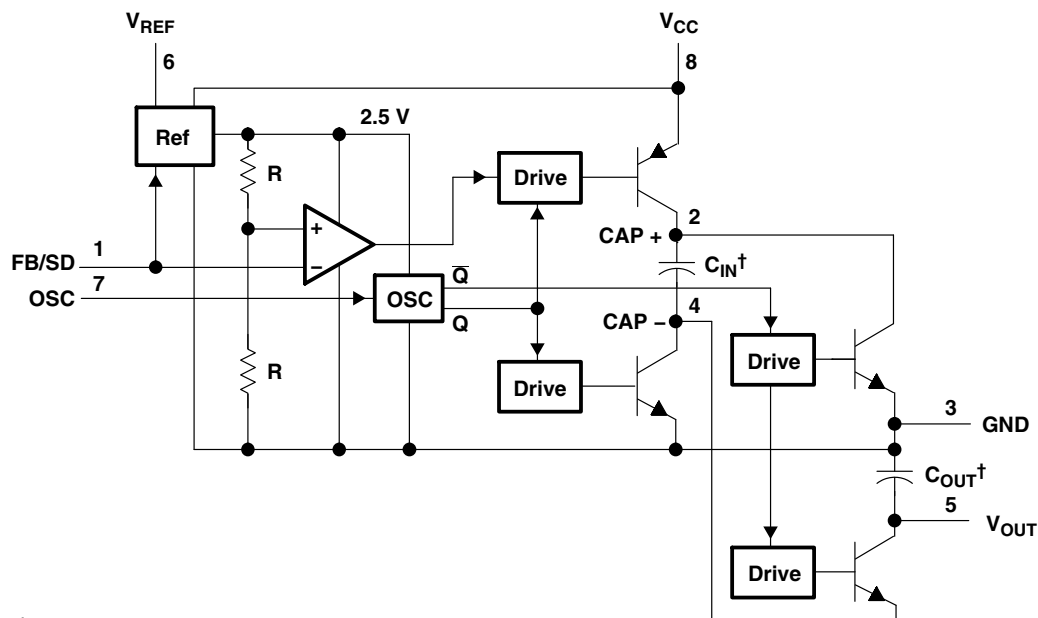 VREF
VCC
6
8
2.5 V
Ref
R
Drive
2
CAP +
+
1
FB/SD
−
CIN†
7
Q̅
OSC
OSC
4
CAP −
Q
R
Drive
Drive
3
GND
COUT†
5
VOUT
Drive